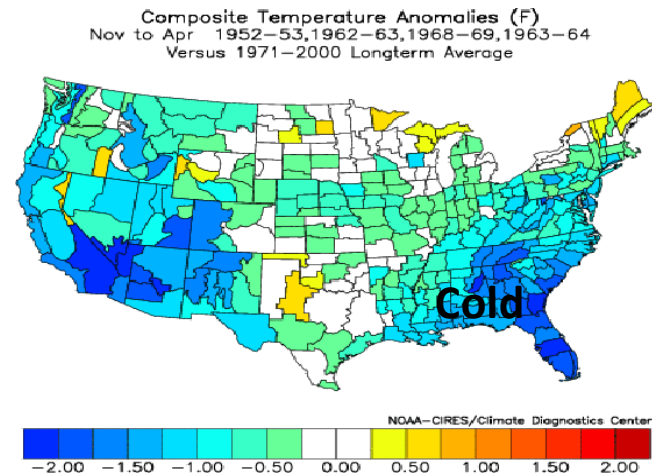 Composite Temperature Anomalies (F)
Nov to Apr 1952-53,1962-63,1968-69,1963-64
Versus 1971-2000 Longterm Average
Cold
NOAA-CIRES/Climate Diagnostics Center
-2.00 -1.50 -1.00 -0.50 0.00 0.50 1.00 1.50 2.00